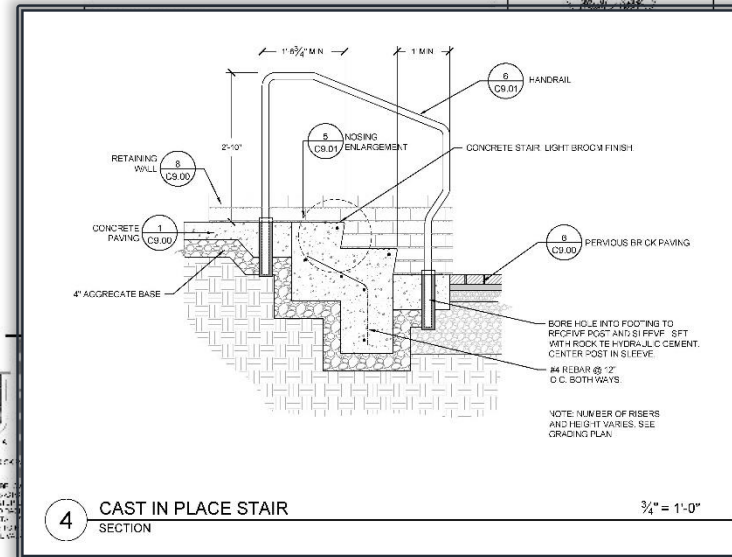 1' 6¾" MIN
1' MIN
6
C9.01
HANDRAIL
2'-10"
5
C9.01
NOSING
ENLARGEMENT
CONCRETE STAIR LIGHT BROOM FINISH
RETAINING
WALL
8
C9.00
CONCRETE
PAVING
1
C9.00
6
C9.00
PERVIOUS BRICK PAVING
4" AGGREGATE BASE
BORE HOLE INTO FOOTING TO
RECEIVE POST AND SLEEVE SET
WITH ROCKITE HYDRAULIC CEMENT.
CENTER POST IN SLEEVE
#4 REBAR @ 12"
O.C. BOTH WAYS
NOTE: NUMBER OF RISERS
AND HEIGHT VARIES. SEE
GRADING PLAN
4
CAST IN PLACE STAIR
SECTION
¾" = 1'-0"